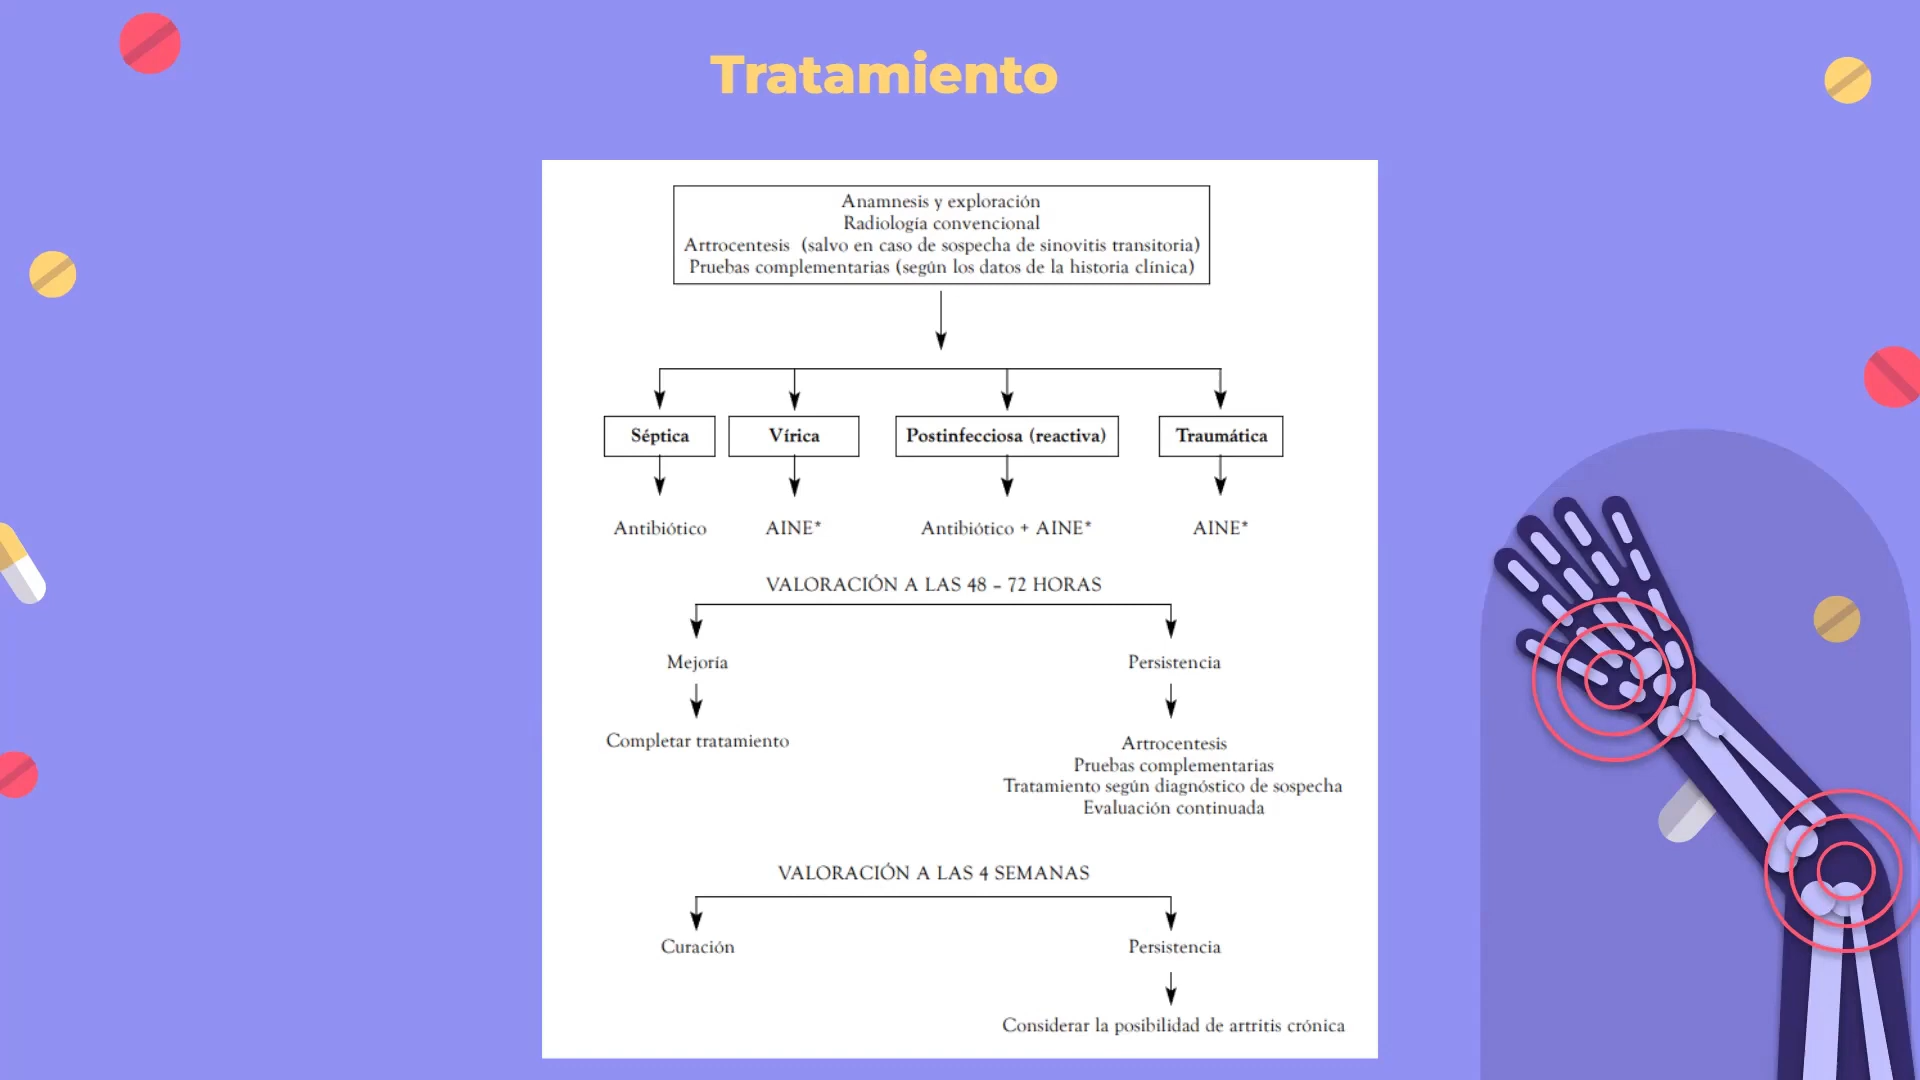 Tratamiento
Anamnesis y exploración
Radiología convencional
Artrocentesis (salvo en caso de sospecha de sinovitis transitoria)
Pruebas complementarias (según los datos de la historia clínica)
Séptica
Vírica
Postinfecciosa (reactiva)
Traumática
Antibiótico
AINE*
Antibiótico + AINE*
AINE*
VALORACIÓN A LAS 48 – 72 HORAS
Mejoría
Persistencia
Completar tratamiento
Artrocentesis
Pruebas complementarias
Tratamiento según diagnóstico de sospecha
Evaluación continuada
VALORACIÓN A LAS 4 SEMANAS
Curación
Persistencia
Considerar la posibilidad de artritis crónica